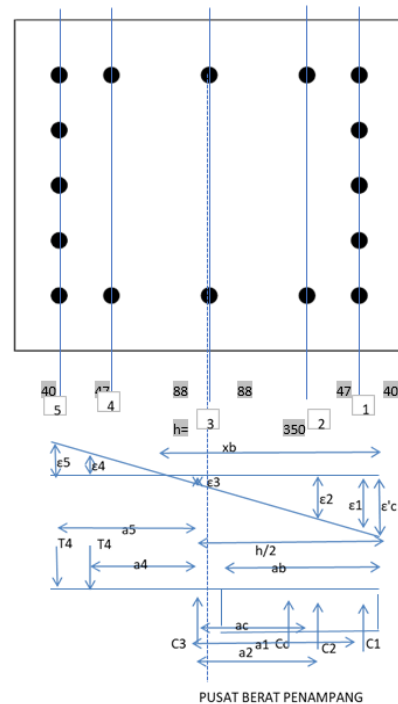 40 47 88 88 47 40
5 4 3 2 1
h= 350
xb
ε5 ε4 ε3 ε2 ε1 ε'c
a5
h/2
T4 T4
a4 ab
ac
C3 a1 Cc C2 C1
a2
PUSAT BERAT PENAMPANG